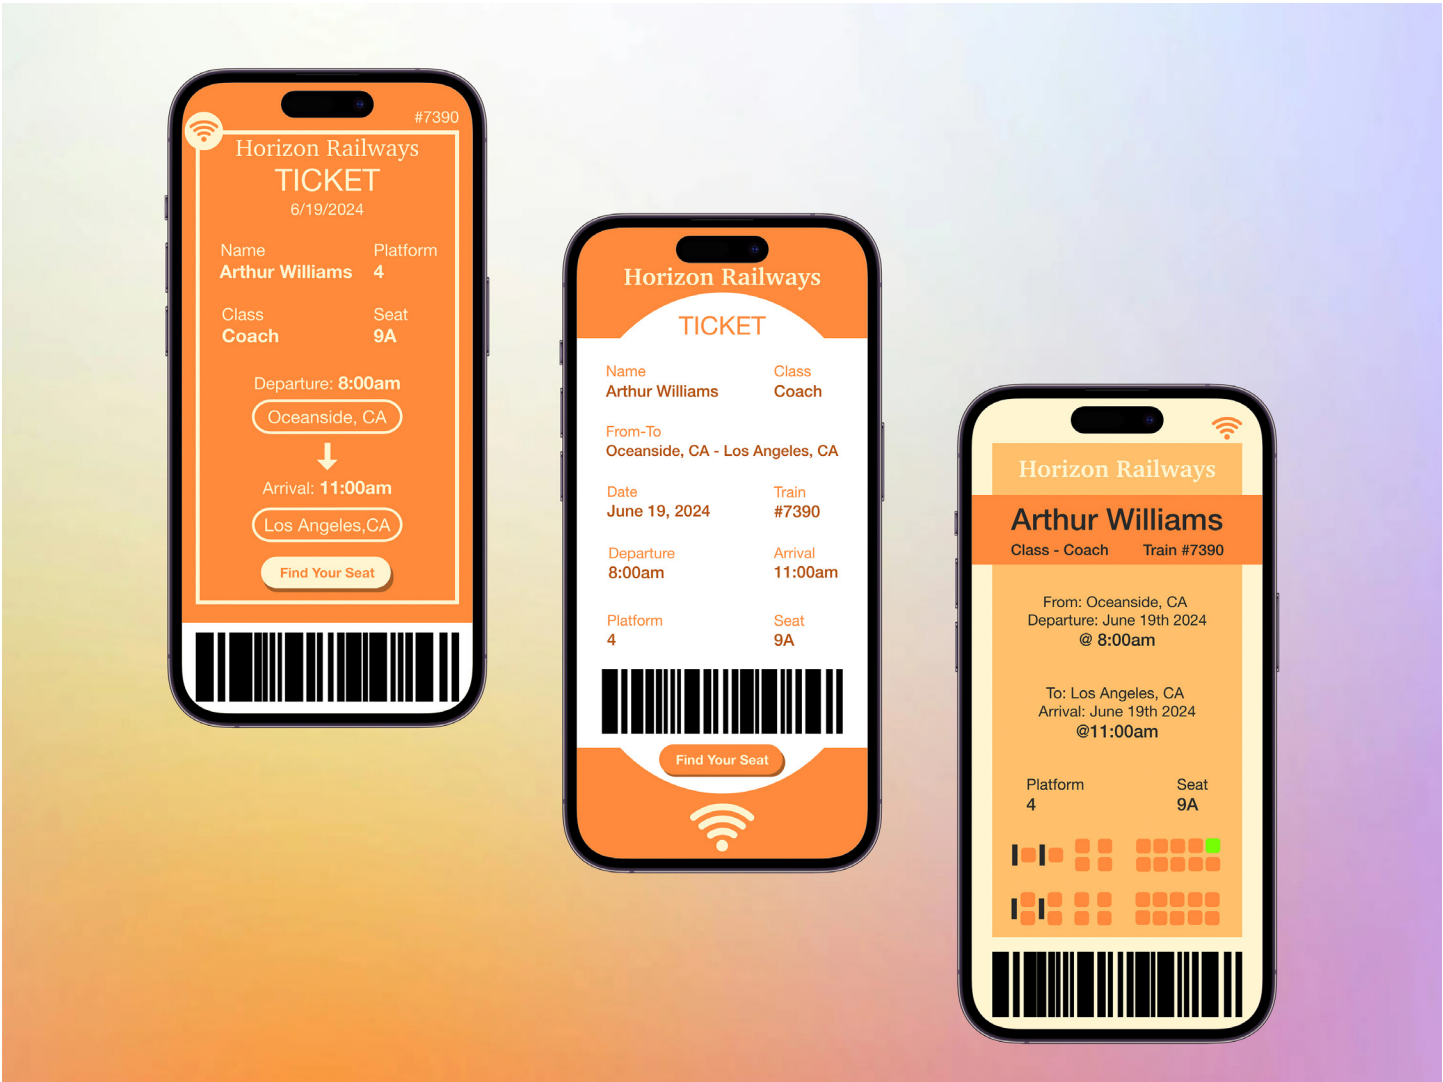 #7390
Horizon Railways
TICKET
6/19/2024
Name Platform
Arthur Williams 4
Class Seat
Coach 9A
Departure: 8:00am
Oceanside, CA
Arrival: 11:00am
Los Angeles,CA
Find Your Seat
Horizon Railways
TICKET
Name Class
Arthur Williams Coach
From-To
Oceanside, CA - Los Angeles, CA
Date Train
June 19, 2024 #7390
Departure Arrival
8:00am 11:00am
Platform Seat
4 9A
Find Your Seat
Horizon Railways
Arthur Williams
Class - Coach Train #7390
From: Oceanside, CA
Departure: June 19th 2024
@ 8:00am
To: Los Angeles, CA
Arrival: June 19th 2024
@11:00am
Platform Seat
4 9A